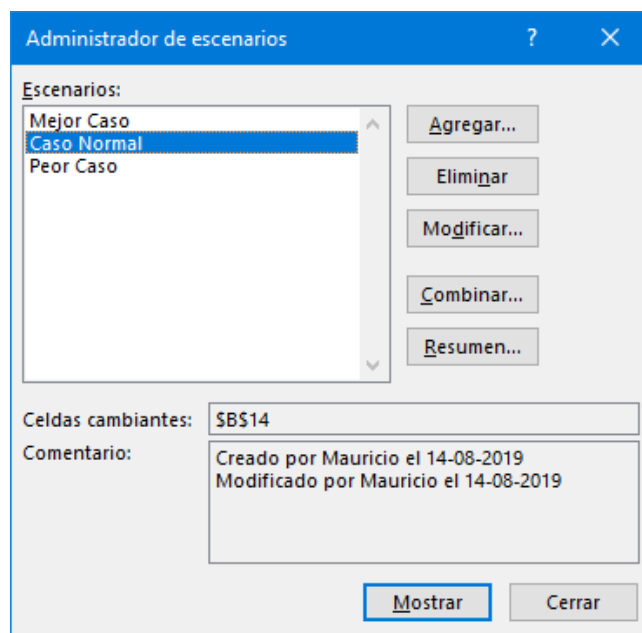 Administrador de escenarios
?
Escenarios:
Mejor Caso
Caso Normal
Peor Caso
Agregar...
Eliminar
Modificar...
Combinar...
Resumen...
Celdas cambiantes:
$B$14
Comentario:
Creado por Mauricio el 14-08-2019
Modificado por Mauricio el 14-08-2019
Mostrar
Cerrar